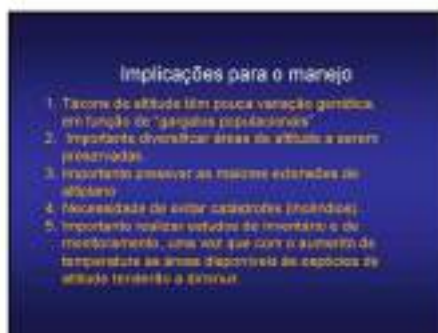 Implicações para o manejo
1. Táxons de altitude têm pouca variação genética
em função de "gargalos populacionais"
2. Importante diversificar áreas de altitude a serem
preservadas
3. Importante preservar as maiores extensões de
altiplano
4. Necessidade de evitar catástrofes (incêndios)
5. Importante realizar estudos de inventário e de
monitoramento, uma vez que com o aumento de
temperatura as áreas disponíveis às espécies de
altitude tenderão a diminuir